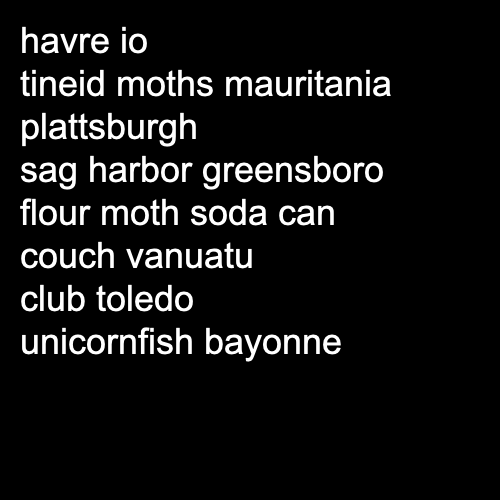 havre io
tineid moths mauritania
plattsburgh
sag harbor greensboro
flour moth soda can
couch vanuatu
club toledo
unicornfish bayonne